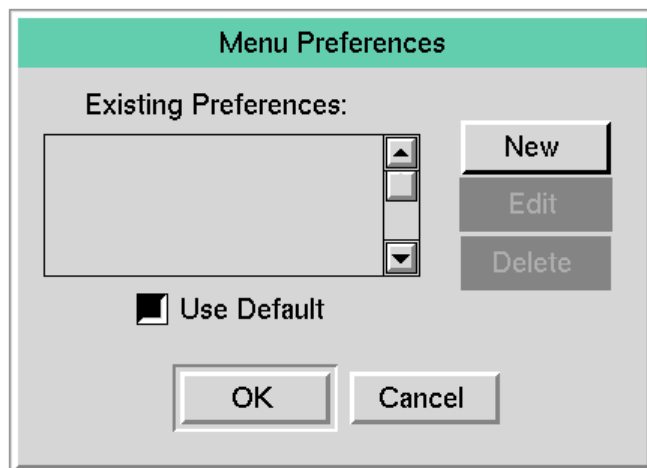 Menu Preferences
Existing Preferences:
New
Edit
Delete
Use Default
OK
Cancel